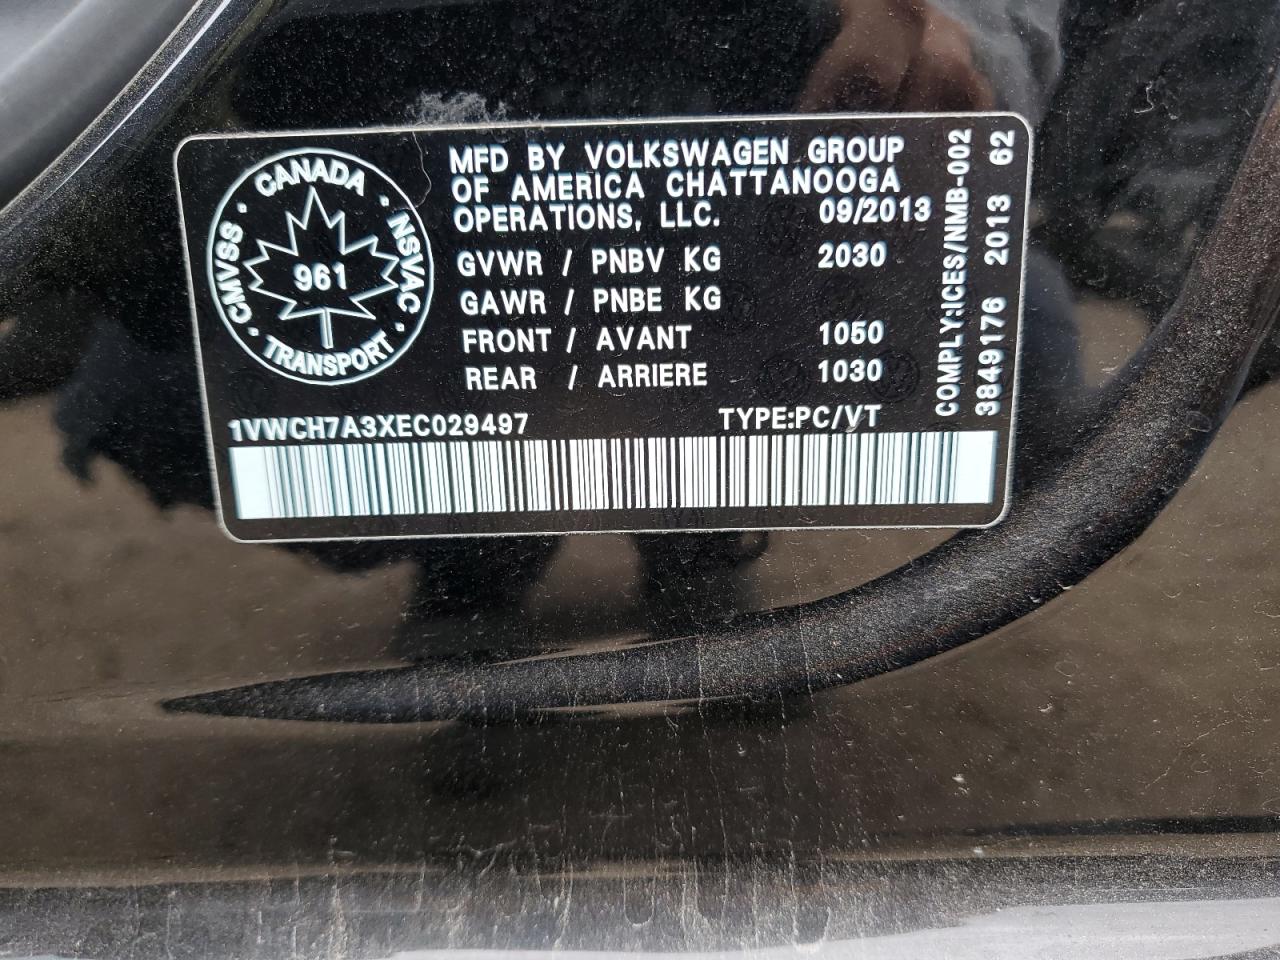 CANADA
CMVSS · NSVAC
961
TRANSPORT
MFD BY VOLKSWAGEN GROUP
OF AMERICA CHATTANOOGA
OPERATIONS, LLC. 09/2013
GVWR / PNBV KG 2030
GAWR / PNBE KG
FRONT / AVANT 1050
REAR / ARRIERE 1030
1VWCH7A3XEC029497 TYPE:PC/VT
COMPLY:ICES/NMB-002
3849176 2013 62